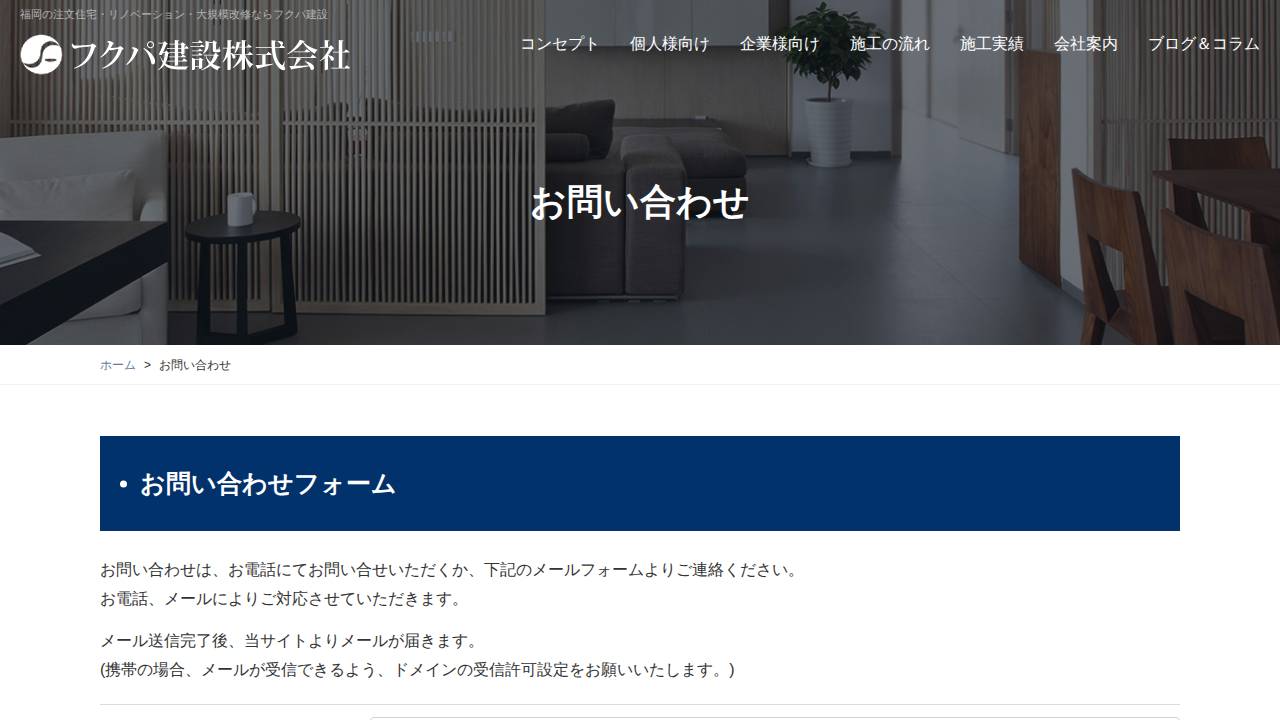 福岡の注文住宅・リノベーション・大規模改修ならフクパ建設
フクパ建設株式会社
コンセプト 個人様向け 企業様向け 施工の流れ 施工実績 会社案内 ブログ＆コラム
お問い合わせ
ホーム > お問い合わせ
• お問い合わせフォーム
お問い合わせは、お電話にてお問い合せいただくか、下記のメールフォームよりご連絡ください。
お電話、メールによりご対応させていただきます。
メール送信完了後、当サイトよりメールが届きます。
(携帯の場合、メールが受信できるよう、ドメインの受信許可設定をお願いいたします。)